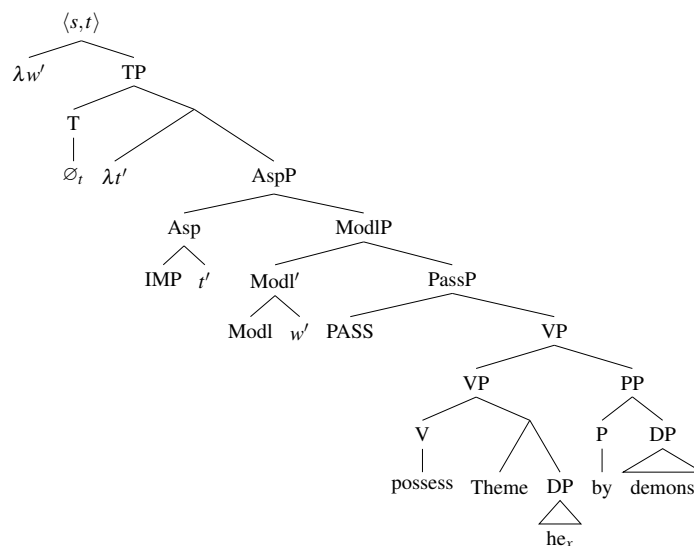 ⟨s, t⟩
λw′ TP
T
∅ₜ λt′ AspP
Asp ModlP
IMP t′ Modl′ PassP
Modl w′ PASS VP
VP PP
V P DP
possess Theme DP by demons
heₓ